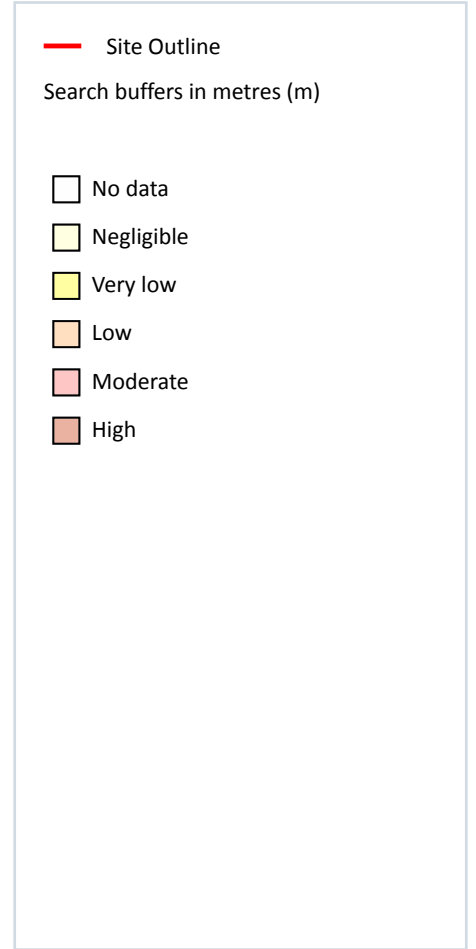 Site Outline
Search buffers in metres (m)
No data
Negligible
Very low
Low
Moderate
High